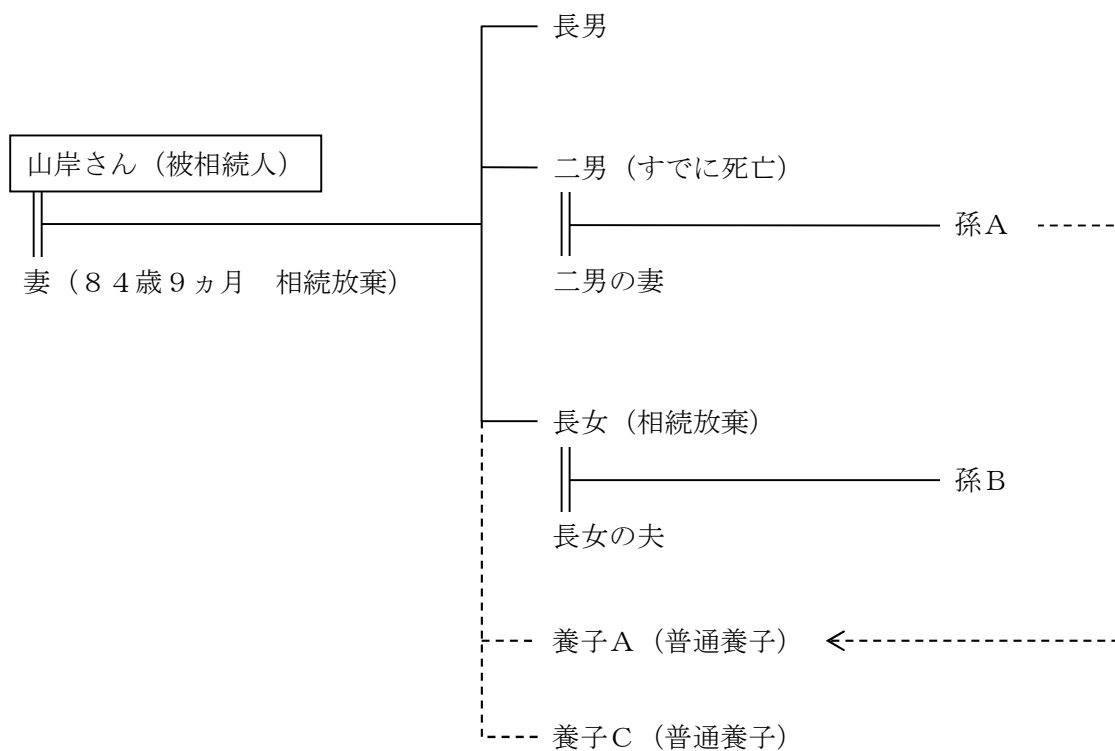 長男
山岸さん（被相続人）
二男（すでに死亡）
孫Ａ
妻（８４歳９ヵ月　相続放棄）
二男の妻
長女（相続放棄）
孫Ｂ
長女の夫
養子Ａ（普通養子）
養子Ｃ（普通養子）